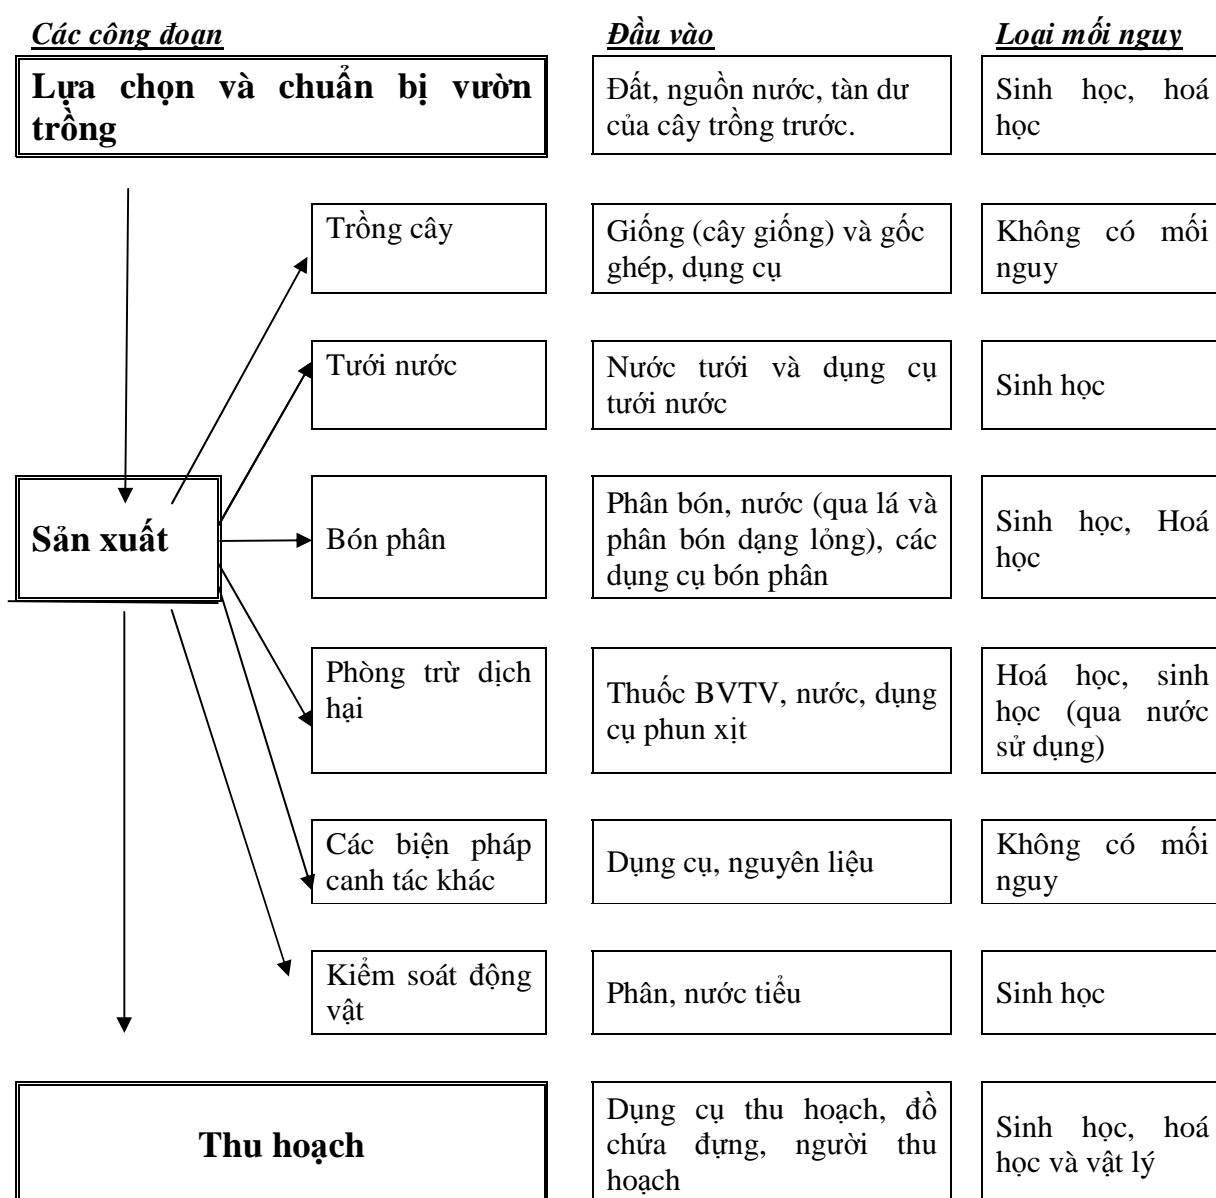 Các công đoạn
Đầu vào
Loại mối nguy
Lựa chọn và chuẩn bị vườn
trồng
Đất, nguồn nước, tàn dư
của cây trồng trước.
Sinh học, hoá
học
Trồng cây
Giống (cây giống) và gốc
ghép, dụng cụ
Không có mối
nguy
Tưới nước
Nước tưới và dụng cụ
tưới nước
Sinh học
Sản xuất
Bón phân
Phân bón, nước (qua lá và
phân bón dạng lỏng), các
dụng cụ bón phân
Sinh học, Hoá
học
Phòng trừ dịch
hại
Thuốc BVTV, nước, dụng
cụ phun xịt
Hoá học, sinh
học (qua nước
sử dụng)
Các biện pháp
canh tác khác
Dụng cụ, nguyên liệu
Không có mối
nguy
Kiểm soát động
vật
Phân, nước tiểu
Sinh học
Thu hoạch
Dụng cụ thu hoạch, đồ
chứa đựng, người thu
hoạch
Sinh học, hoá
học và vật lý